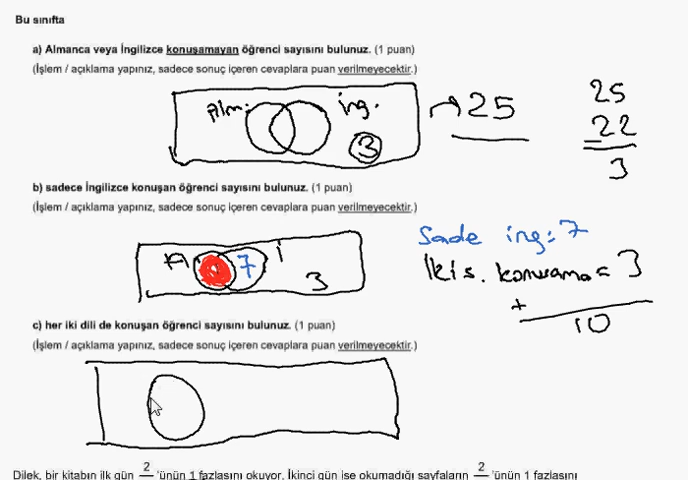 Bu sınıfta
a) Almanca veya İngilizce konuşamayan öğrenci sayısını bulunuz. (1 puan)
(İşlem / açıklama yapınız, sadece sonuç içeren cevaplara puan verilmeyecektir.)
Alm. ing. 25
3
25
22
3
b) sadece İngilizce konuşan öğrenci sayısını bulunuz. (1 puan)
(İşlem / açıklama yapınız, sadece sonuç içeren cevaplara puan verilmeyecektir.)
A 7 i
3
Sade ing: 7
iki s. konuşama = 3
+
10
c) her iki dili de konuşan öğrenci sayısını bulunuz. (1 puan)
(İşlem / açıklama yapınız, sadece sonuç içeren cevaplara puan verilmeyecektir.)
Dilek, bir kitabın ilk gün 2 'ünün 1 fazlasını okuyor. İkinci gün ise okumadığı sayfaların 2 'ünün 1 fazlasını